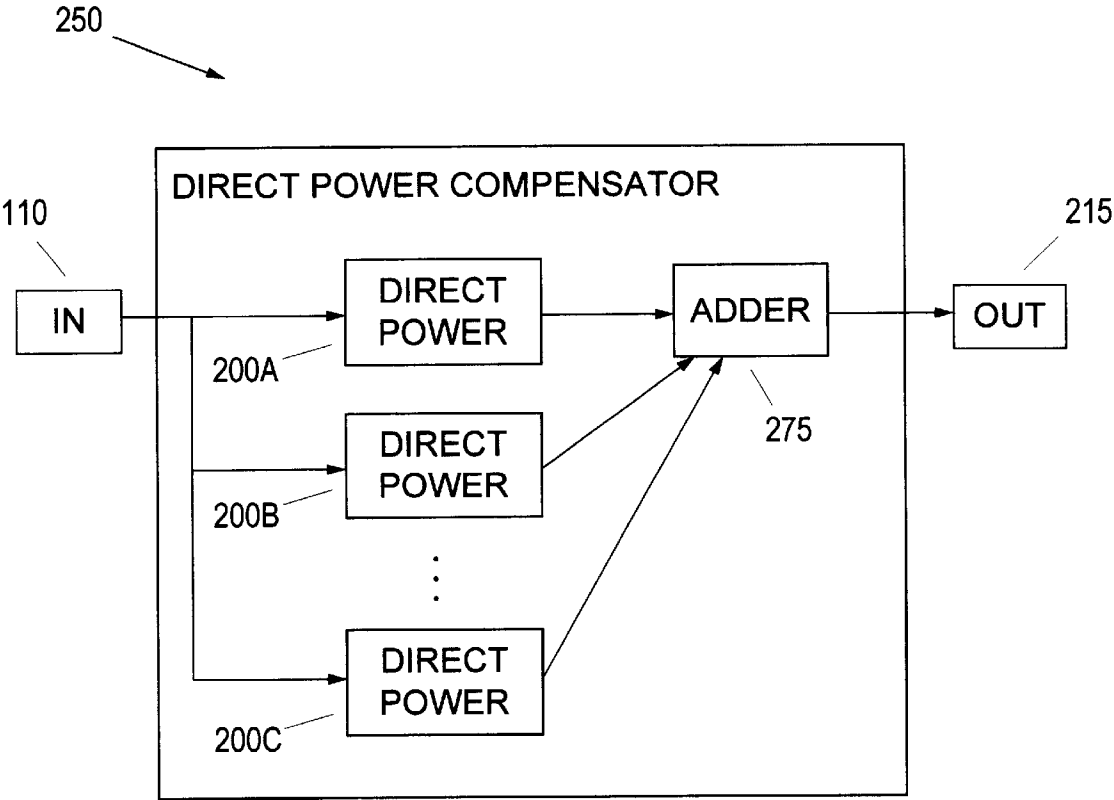 250
DIRECT POWER COMPENSATOR
110
215
IN
DIRECT
POWER
ADDER
OUT
200A
275
DIRECT
POWER
200B
DIRECT
POWER
200C